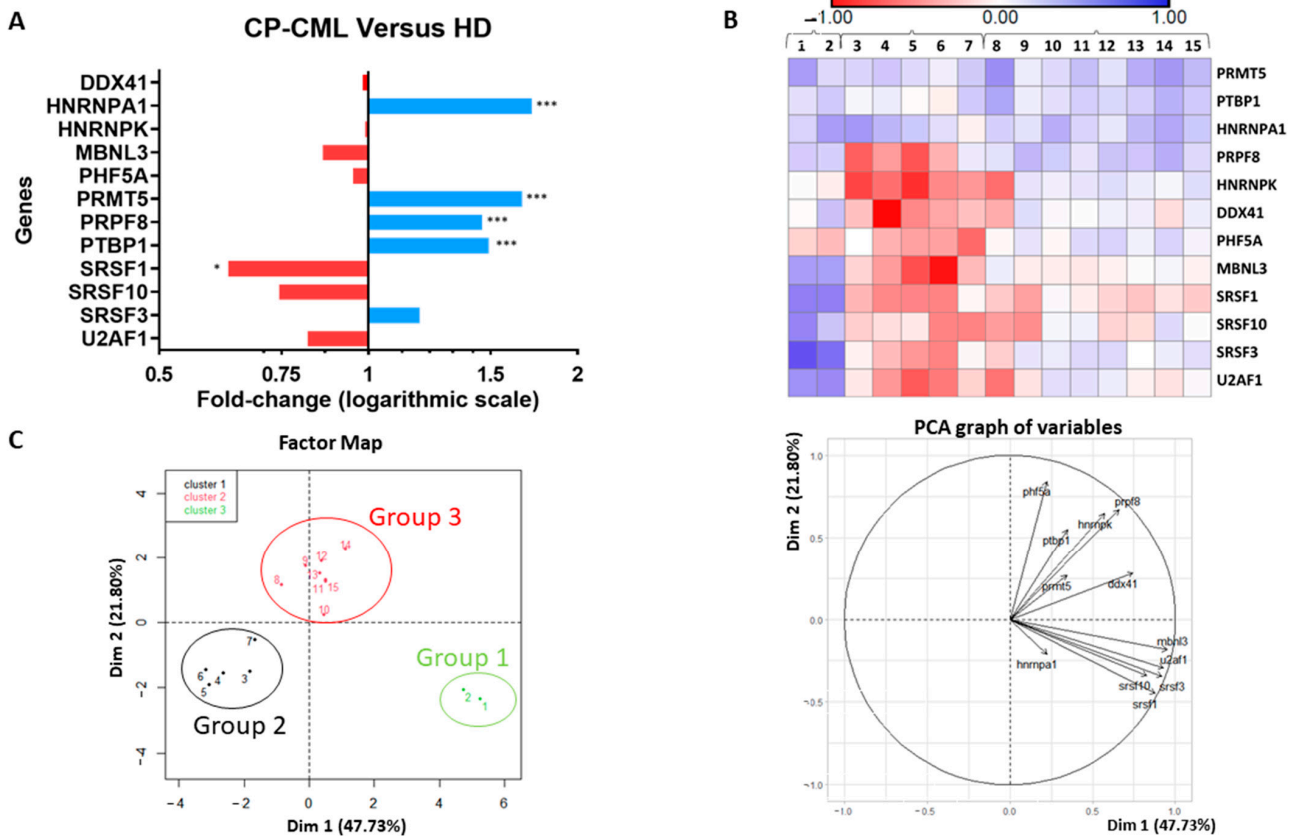 A
CP-CML Versus HD
Genes
DDX41
HNRNPA1 ***
HNRNPK
MBNL3
PHF5A
PRMT5 ***
PRPF8 ***
PTBP1 ***
SRSF1 *
SRSF10
SRSF3
U2AF1
0.5 0.75 1 1.5 2
Fold-change (logarithmic scale)
B
-1.00 0.00 1.00
1 2 3 4 5 6 7 8 9 10 11 12 13 14 15
PRMT5
PTBP1
HNRNPA1
PRPF8
HNRNPK
DDX41
PHF5A
MBNL3
SRSF1
SRSF10
SRSF3
U2AF1
C
Factor Map
cluster 1
cluster 2
cluster 3
Group 3
14
9 12
8 13
11 15
10
Group 1
2 1
7
6 4 3
5
Group 2
Dim 2 (21.80%)
4
2
0
−2
−4
−4 −2 0 2 4 6
Dim 1 (47.73%)
PCA graph of variables
Dim 2 (21.80%)
1.0
0.5
0.0
−0.5
−1.0
phf5a
prpf8
hnrnpk
ptbp1
prmt5
ddx41
mbnl3
hnrnpa1
u2af1
srsf10 srsf3
srsf1
−1.0 −0.5 0.0 0.5 1.0
Dim 1 (47.73%)